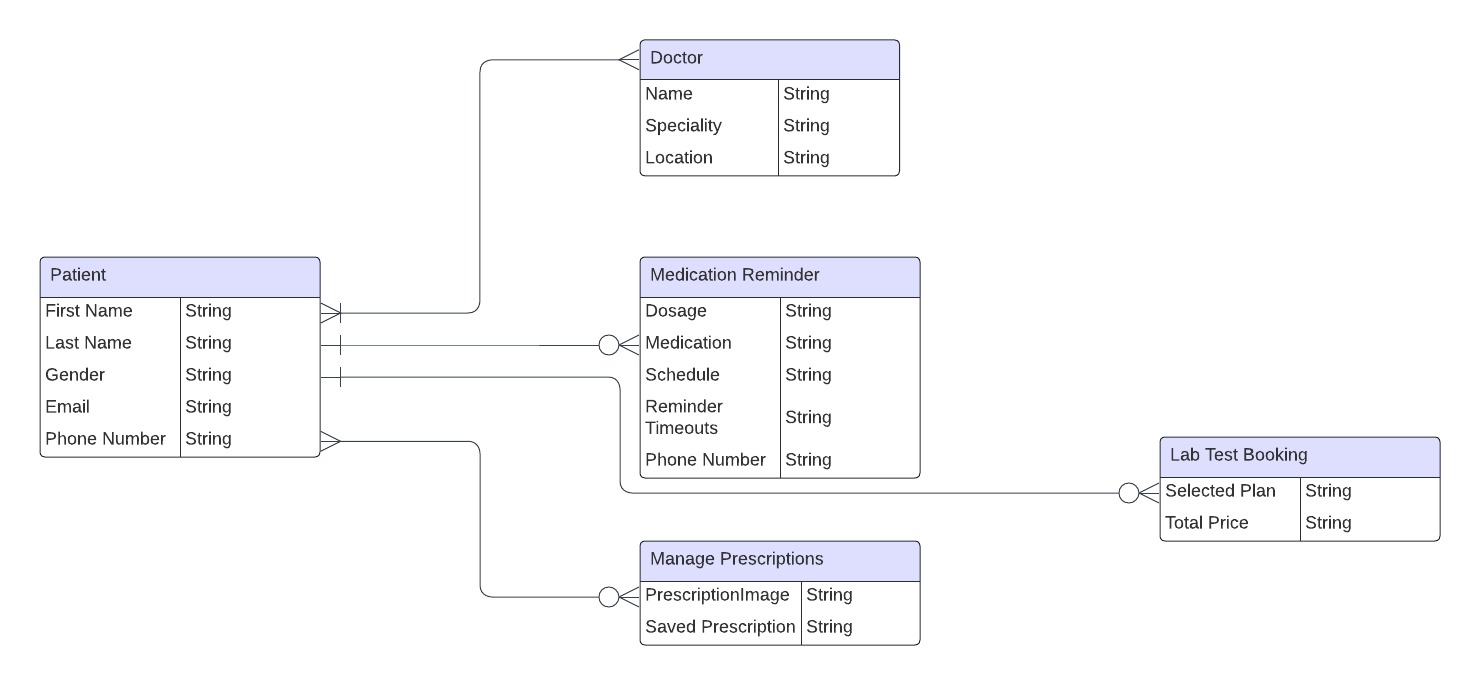 Doctor
Name String
Speciality String
Location String
Patient
First Name String
Last Name String
Gender String
Email String
Phone Number String
Medication Reminder
Dosage String
Medication String
Schedule String
Reminder
Timeouts String
Phone Number String
Lab Test Booking
Selected Plan String
Total Price String
Manage Prescriptions
PrescriptionImage String
Saved Prescription String